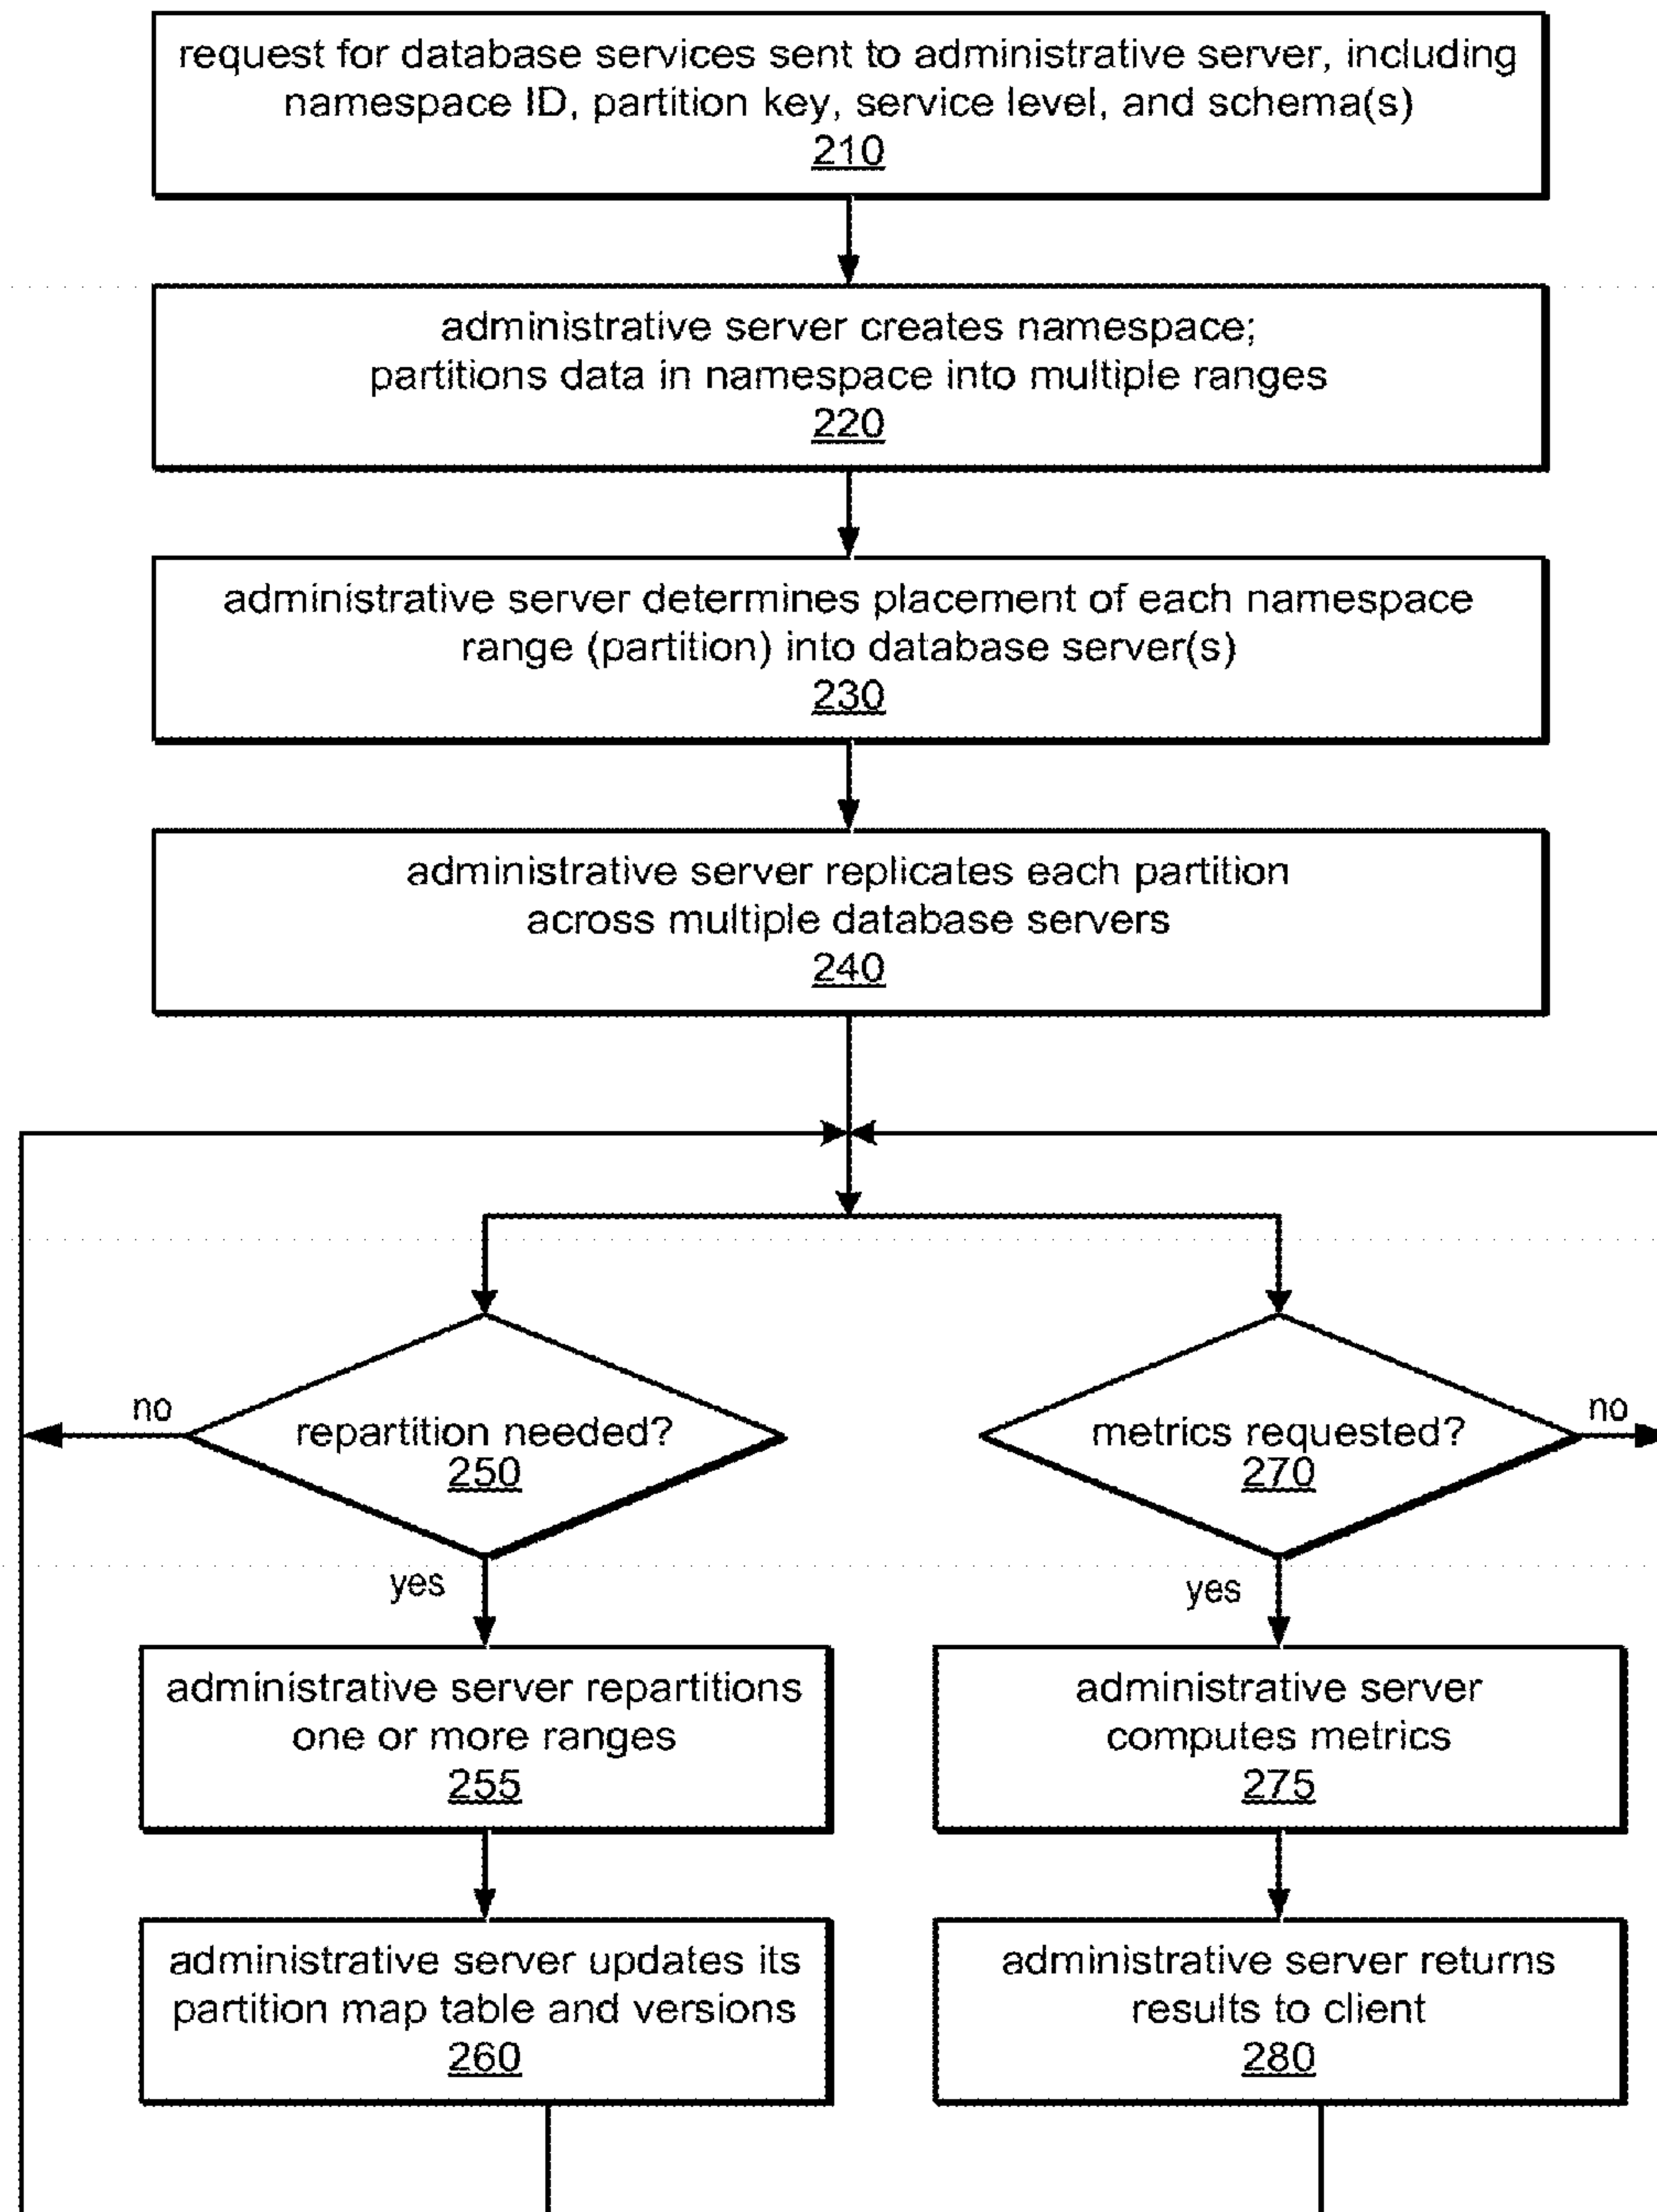 request for database services sent to administrative server, including
namespace ID, partition key, service level, and schema(s)
210
administrative server creates namespace;
partitions data in namespace into multiple ranges
220
administrative server determines placement of each namespace
range (partition) into database server(s)
230
administrative server replicates each partition
across multiple database servers
240
no
repartition needed?
250
yes
administrative server repartitions
one or more ranges
255
administrative server updates its
partition map table and versions
260
metrics requested?
270
no
yes
administrative server
computes metrics
275
administrative server returns
results to client
280